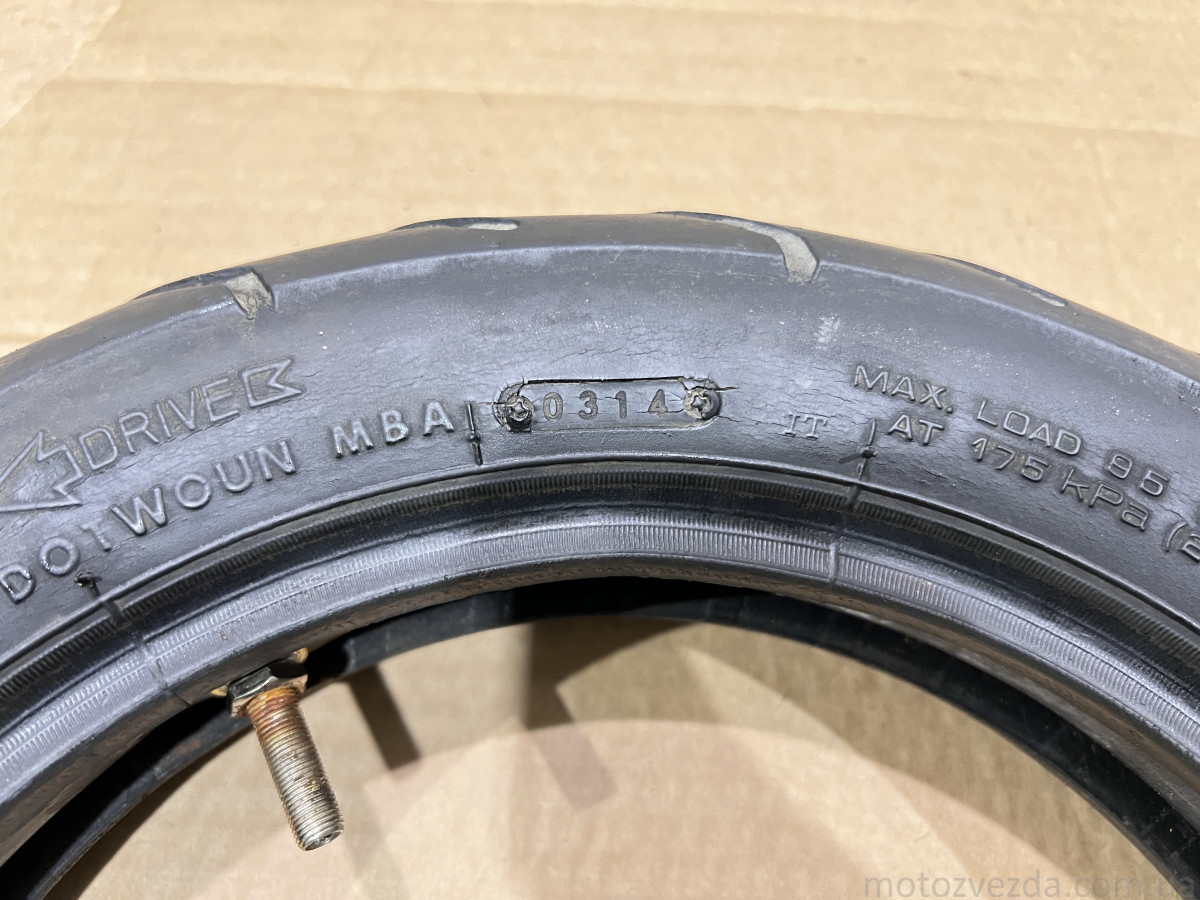 DRIVE
DOT WOUN MBA 0314
IT
MAX. LOAD 95
AT 175 kPa (
motozvezda.com.ua